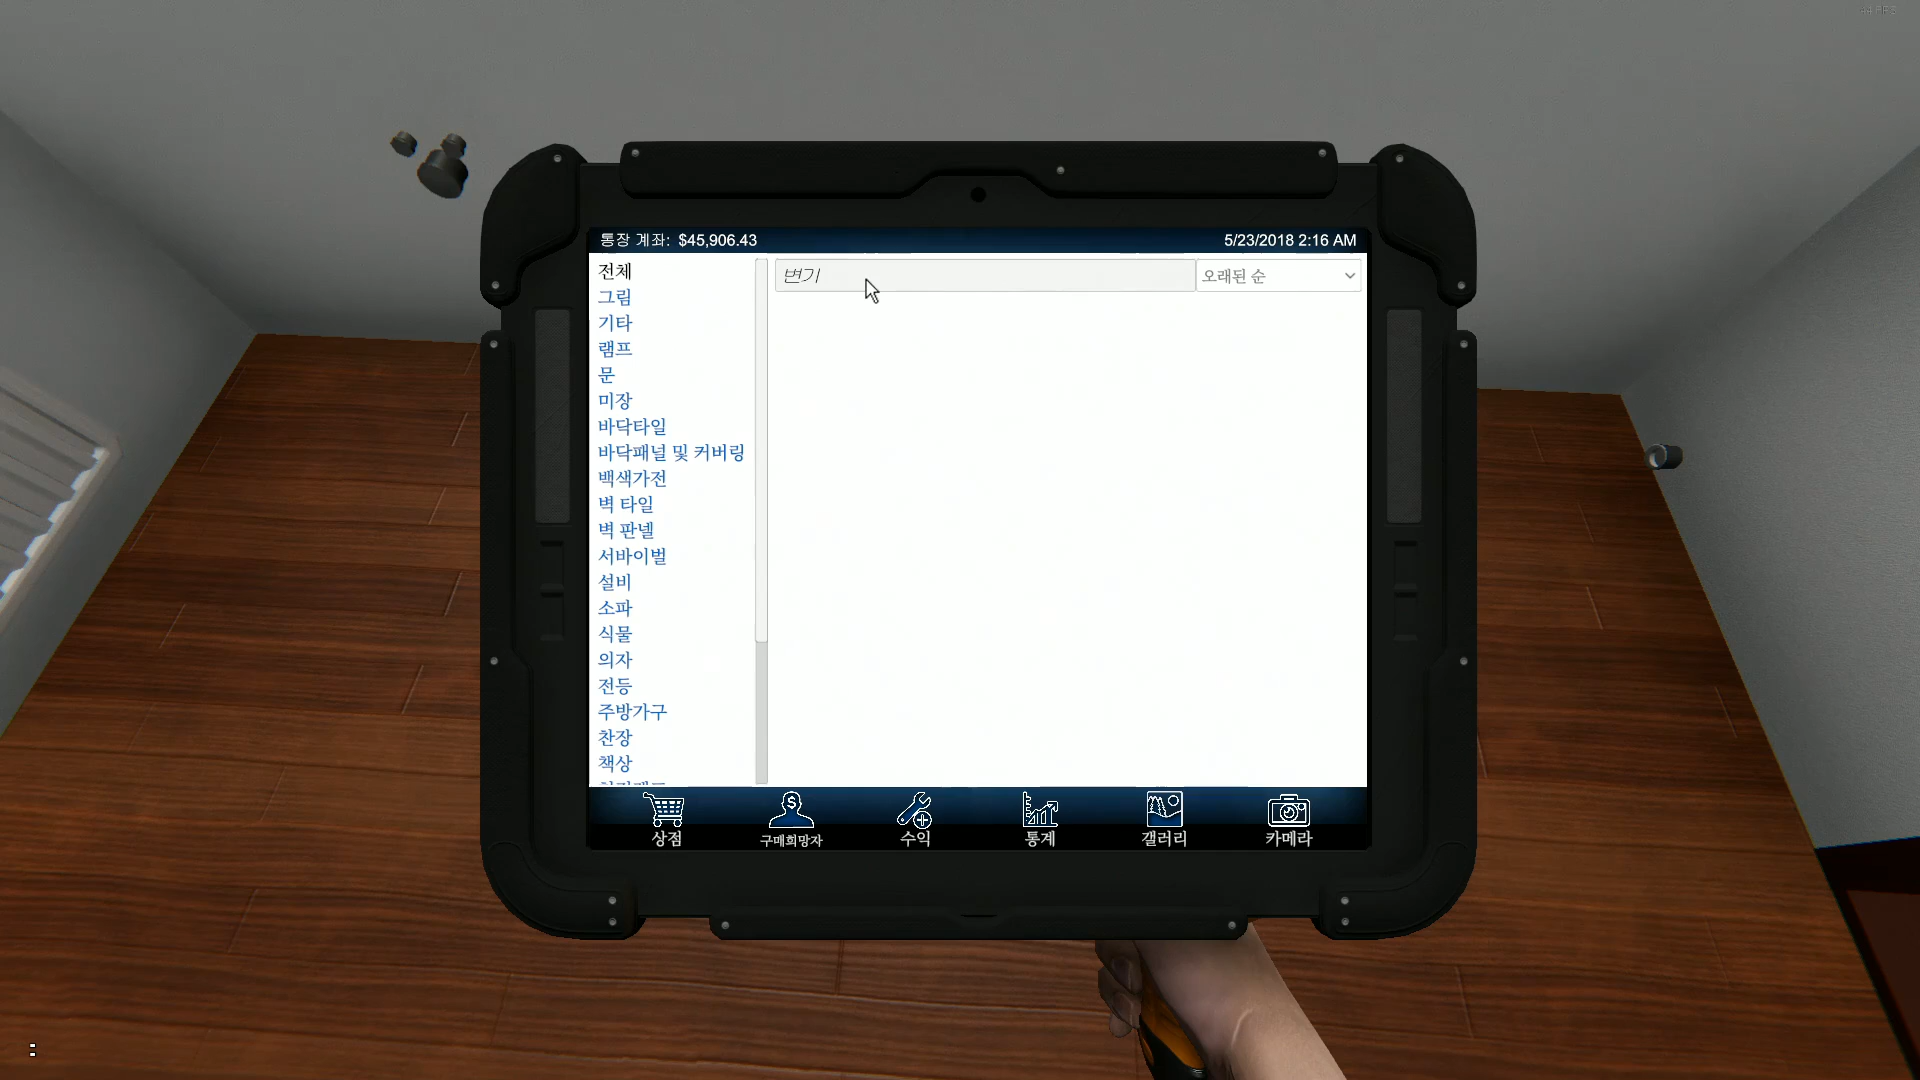 통장 계좌: $45,906.43
5/23/2018 2:16 AM
전체
그림
기타
램프
문
미장
바닥타일
바닥패널 및 커버링
백색가전
벽 타일
벽 판넬
서바이벌
설비
소파
식물
의자
전등
주방가구
찬장
책상
변기
오래된 순
상점
구매희망자
수익
통계
갤러리
카메라